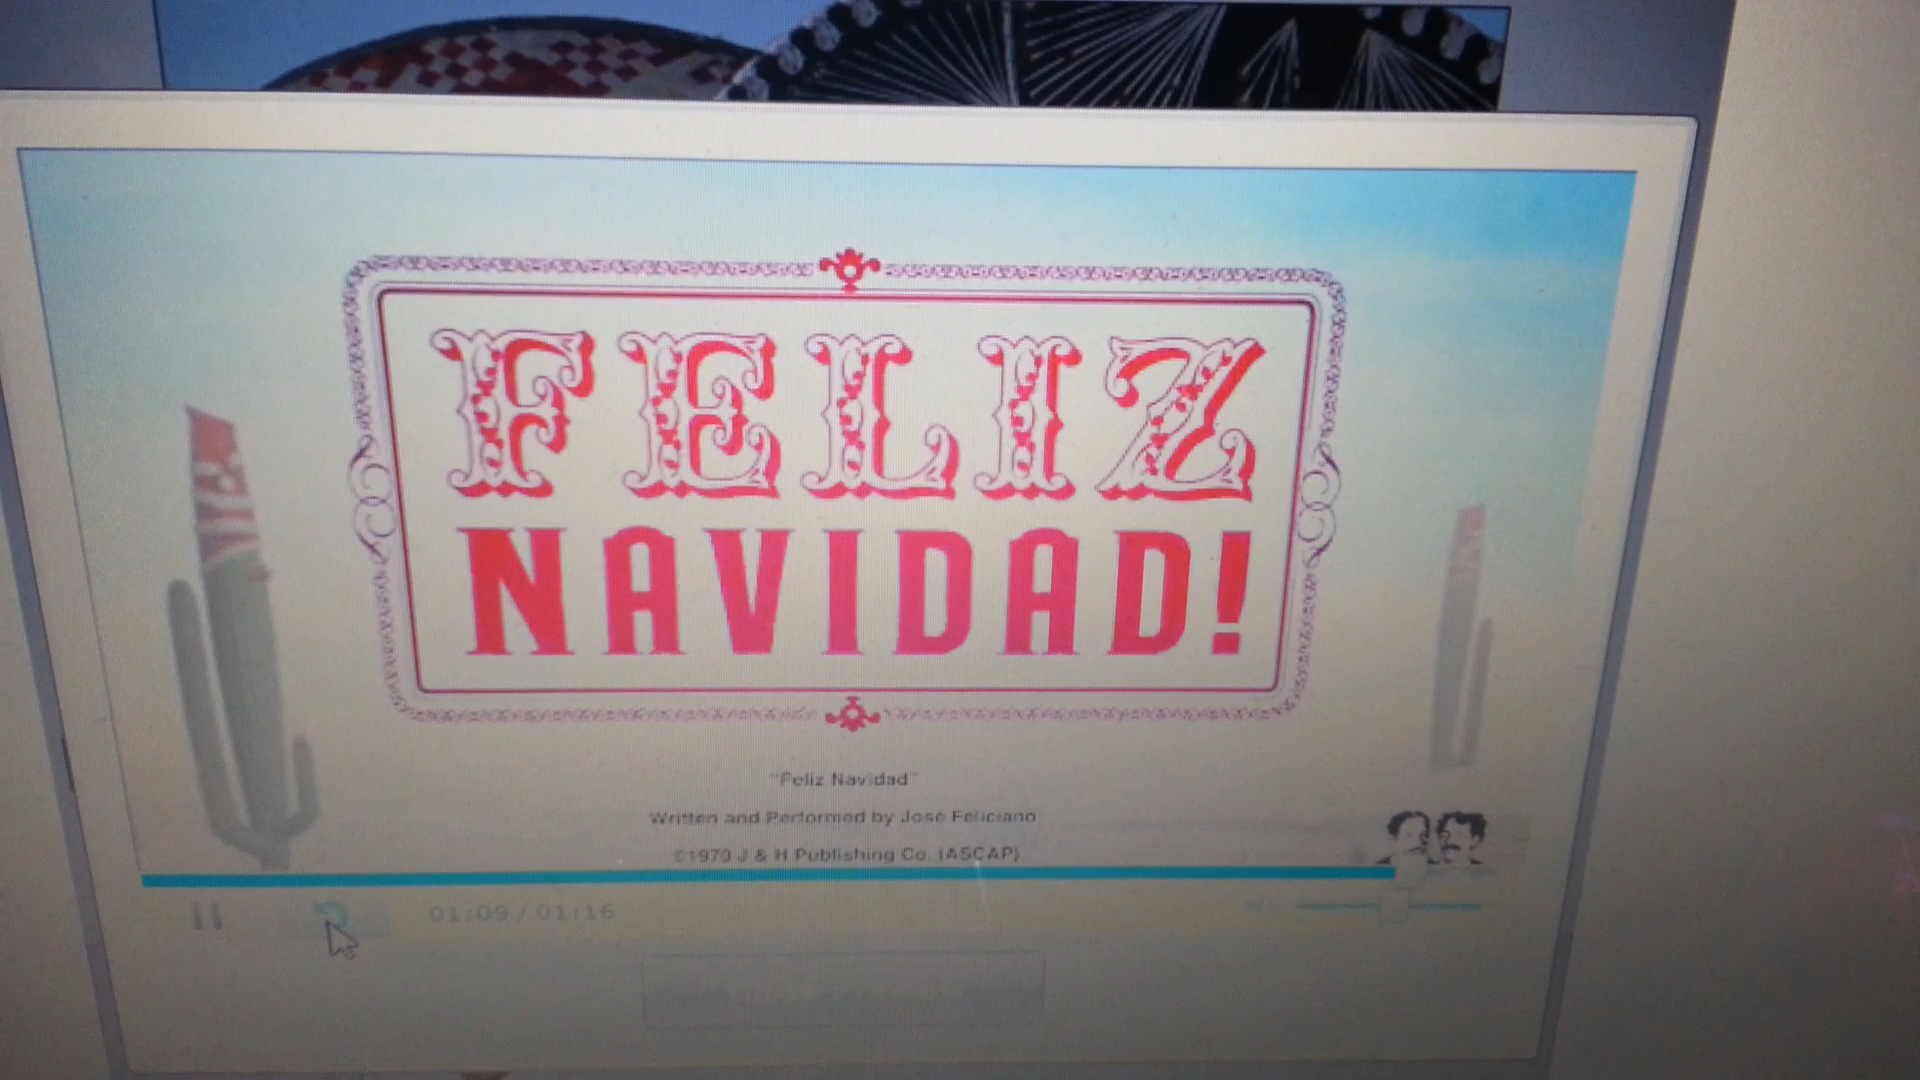 FELIZ
NAVIDAD!
"Feliz Navidad"
Written and Performed by José Feliciano
©1970 J & H Publishing Co. (ASCAP)
01:09 / 01:16